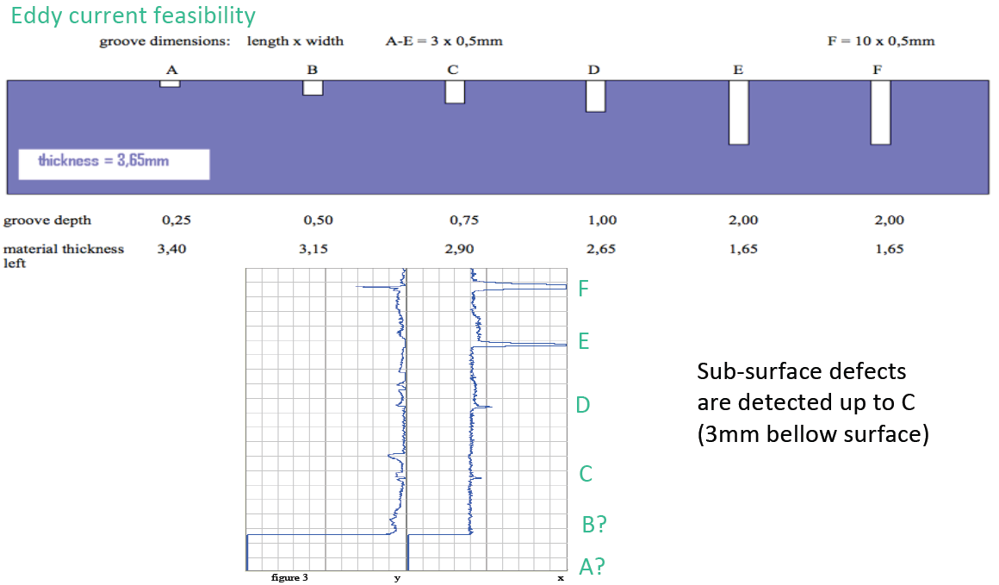 Eddy current feasibility
groove dimensions: length x width A-E = 3 x 0,5mm F = 10 x 0,5mm
A B C D E F
thickness = 3,65mm
groove depth 0,25 0,50 0,75 1,00 2,00 2,00
material thickness left 3,40 3,15 2,90 2,65 1,65 1,65
F
E
D
C
B?
A?
figure 3 y x
Sub-surface defects
are detected up to C
(3mm bellow surface)